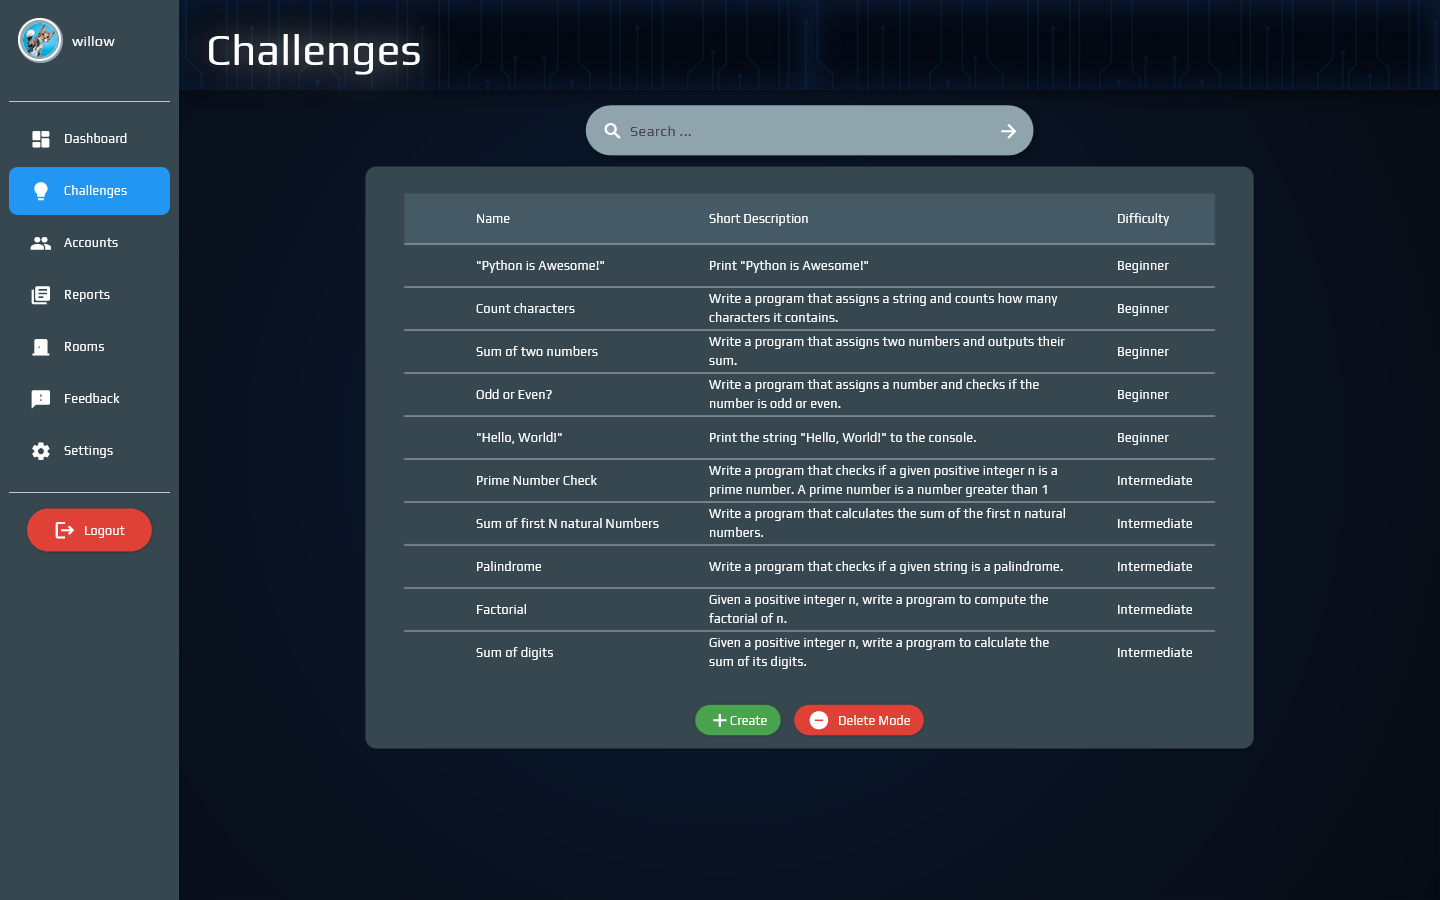 willow
Challenges
Dashboard
Challenges
Accounts
Reports
Rooms
Feedback
Settings
Logout
Search ...
Name Short Description Difficulty
"Python is Awesome!" Print "Python is Awesome!" Beginner
Count characters Write a program that assigns a string and counts how many Beginner
characters it contains.
Sum of two numbers Write a program that assigns two numbers and outputs their Beginner
sum.
Odd or Even? Write a program that assigns a number and checks if the Beginner
number is odd or even.
"Hello, World!" Print the string "Hello, World!" to the console. Beginner
Prime Number Check Write a program that checks if a given positive integer n is a Intermediate
prime number. A prime number is a number greater than 1
Sum of first N natural Numbers Write a program that calculates the sum of the first n natural Intermediate
numbers.
Palindrome Write a program that checks if a given string is a palindrome. Intermediate
Factorial Given a positive integer n, write a program to compute the Intermediate
factorial of n.
Sum of digits Given a positive integer n, write a program to calculate the Intermediate
sum of its digits.
Create Delete Mode